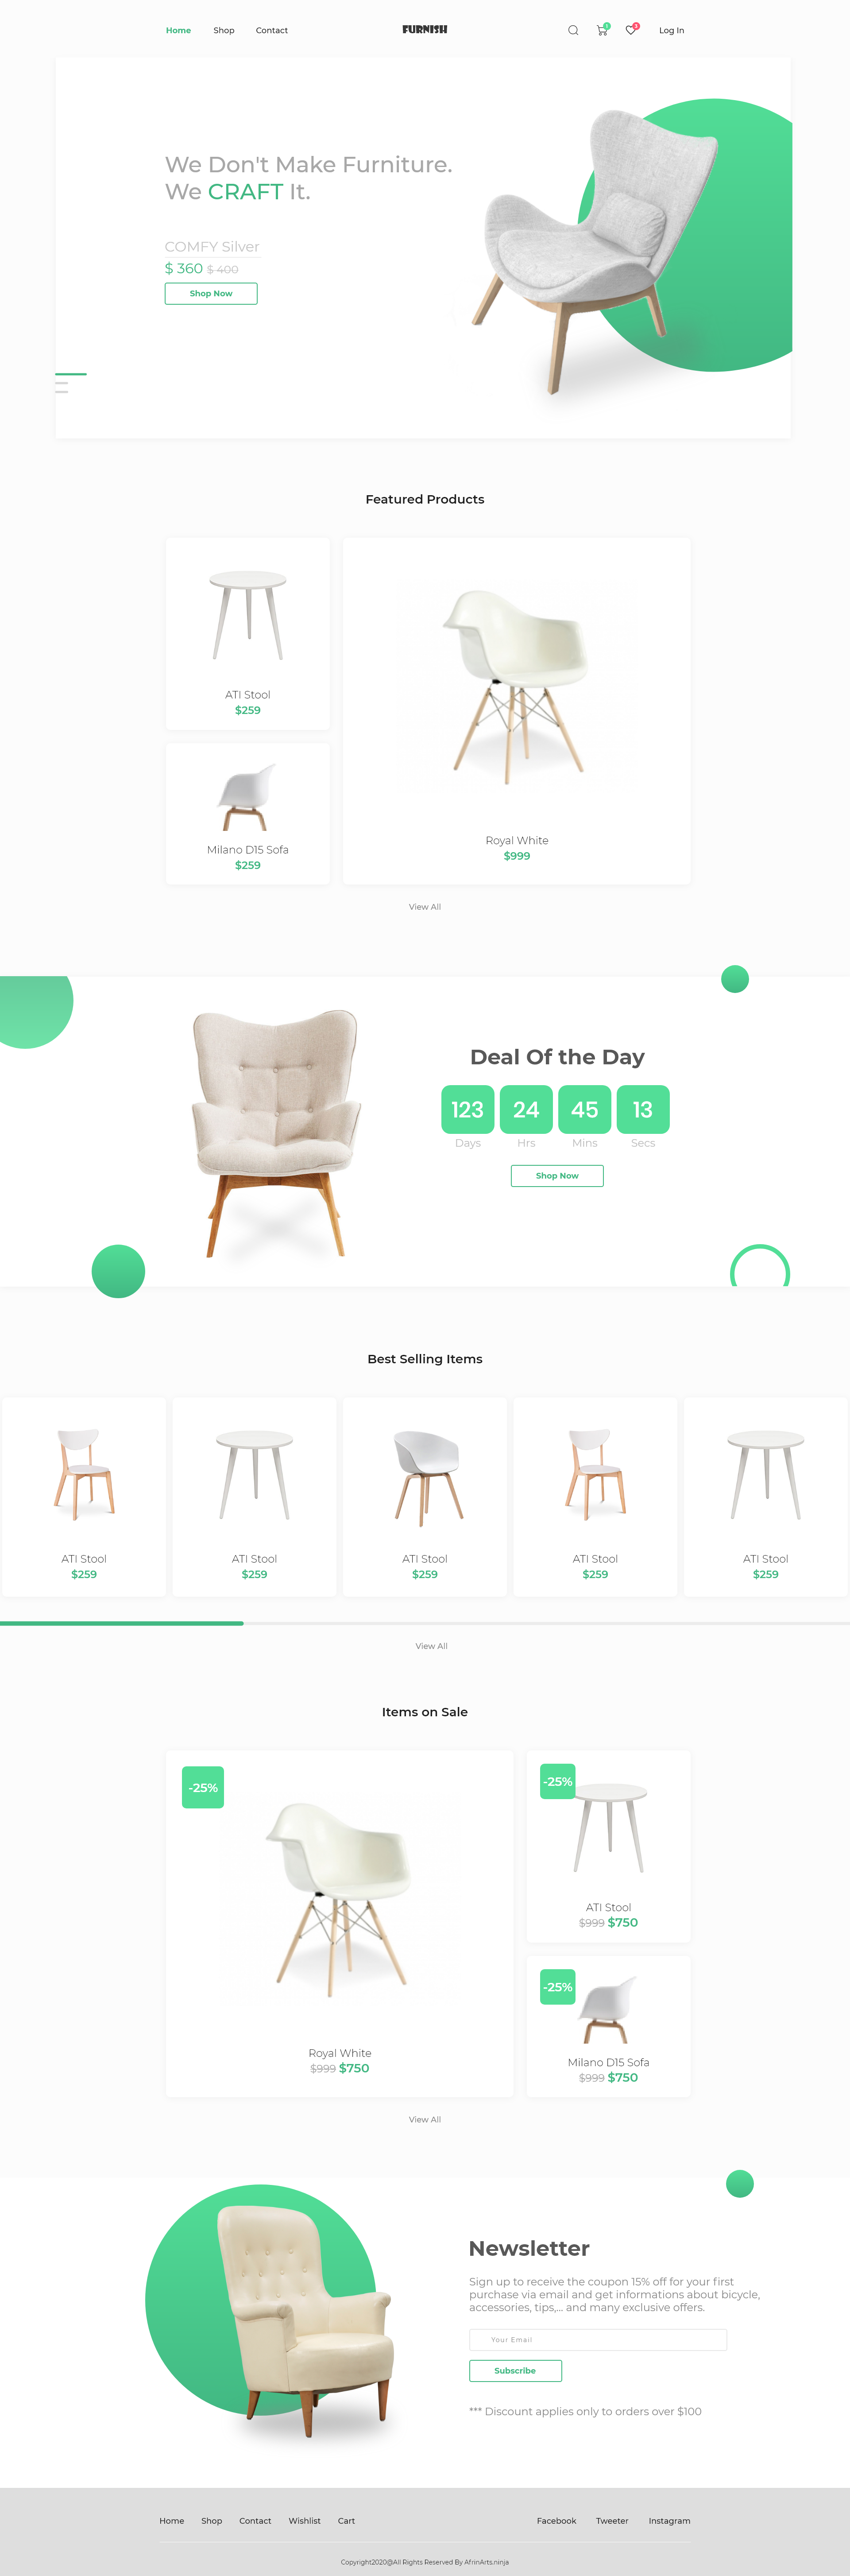 Home Shop Contact FURNISH 1 3 Log In
We Don't Make Furniture.
We CRAFT It.
COMFY Silver
$ 360 $ 400
Shop Now
Featured Products
ATI Stool
$259
Milano D15 Sofa
$259
Royal White
$999
View All
Deal Of the Day
123 24 45 13
Days Hrs Mins Secs
Shop Now
Best Selling Items
ATI Stool ATI Stool ATI Stool ATI Stool ATI Stool
$259 $259 $259 $259 $259
View All
Items on Sale
-25%
Royal White
$999 $750
-25%
ATI Stool
$999 $750
-25%
Milano D15 Sofa
$999 $750
View All
Newsletter
Sign up to receive the coupon 15% off for your first
purchase via email and get informations about bicycle,
accessories, tips,... and many exclusive offers.
Your Email
Subscribe
*** Discount applies only to orders over $100
Home Shop Contact Wishlist Cart Facebook Tweeter Instagram
Copyright2020@All Rights Reserved By AfrinArts.ninja